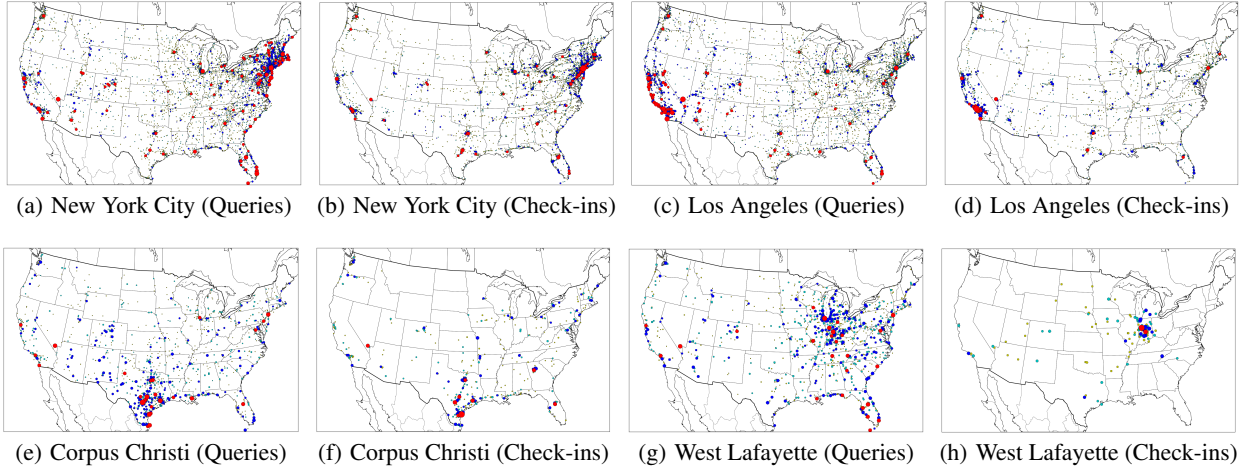 (a) New York City (Queries)
(b) New York City (Check-ins)
(c) Los Angeles (Queries)
(d) Los Angeles (Check-ins)
(e) Corpus Christi (Queries)
(f) Corpus Christi (Check-ins)
(g) West Lafayette (Queries)
(h) West Lafayette (Check-ins)